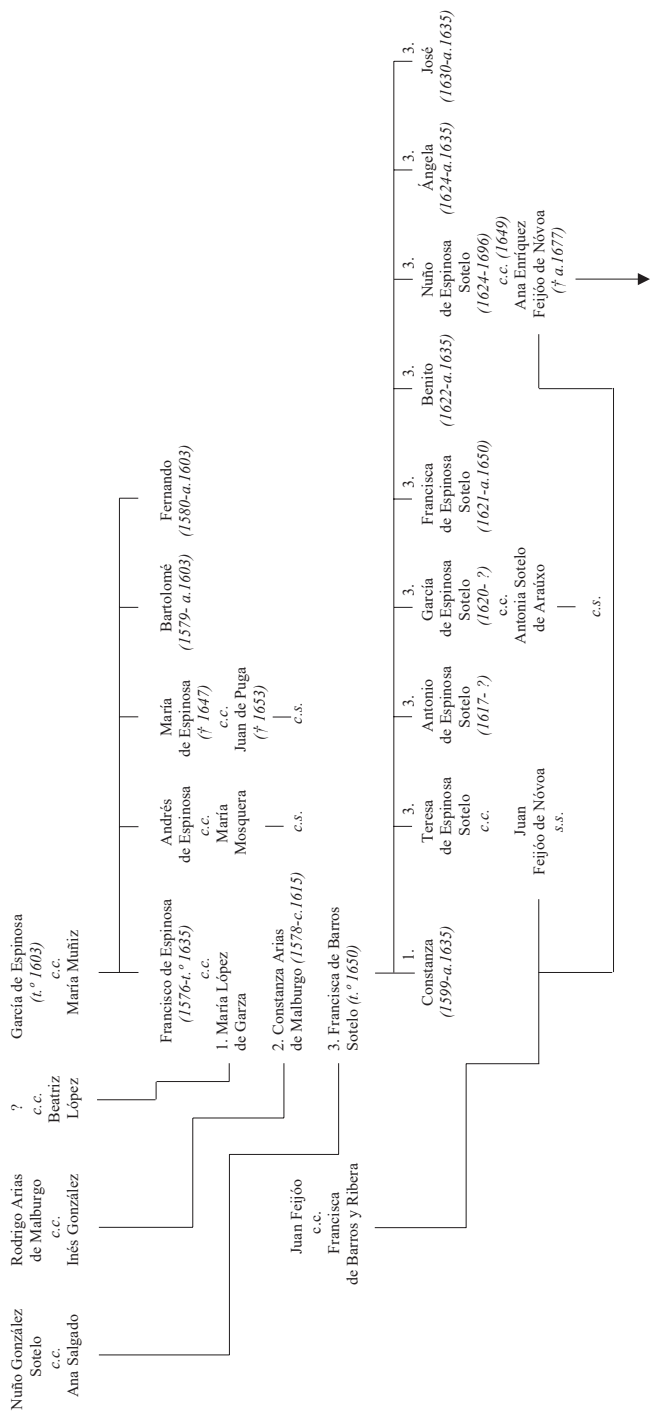 Nuño González
Sotelo
c.c.
Ana Salgado
Rodrigo Arias
de Malburgo
c.c.
Inés González
?
c.c.
Beatriz
López
García de Espinosa
(t.º 1603)
c.c.
María Muñiz
Francisco de Espinosa
(1576-t.º 1635)
c.c.
1. María López
de Garza
2. Constanza Arias
de Malburgo (1578-c.1615)
3. Francisca de Barros
Sotelo (t.º 1650)
Andrés
de Espinosa
c.c.
María
Mosquera
c.s.
María
de Espinosa
(† 1647)
c.c.
Juan de Puga
(† 1653)
c.s.
Bartolomé
(1579- a.1603)
Fernando
(1580-a.1603)
Juan Feijóo
c.c.
Francisca
de Barros y Ribera
1.
Constanza
(1599-a.1635)
3.
Teresa
de Espinosa
Sotelo
c.c.
Juan
Feijóo de Nóvoa
s.s.
3.
Antonio
de Espinosa
Sotelo
(1617- ?)
3.
García
de Espinosa
Sotelo
(1620- ?)
c.c.
Antonia Sotelo
de Araúxo
c.s.
3.
Francisca
de Espinosa
Sotelo
(1621-a.1650)
3.
Benito
(1622-a.1635)
3.
Nuño
de Espinosa
Sotelo
(1624-1696)
c.c. (1649)
Ana Enríquez
Feijóo de Nóvoa
(† a.1677)
3.
Ángela
(1624-a.1635)
3.
José
(1630-a.1635)